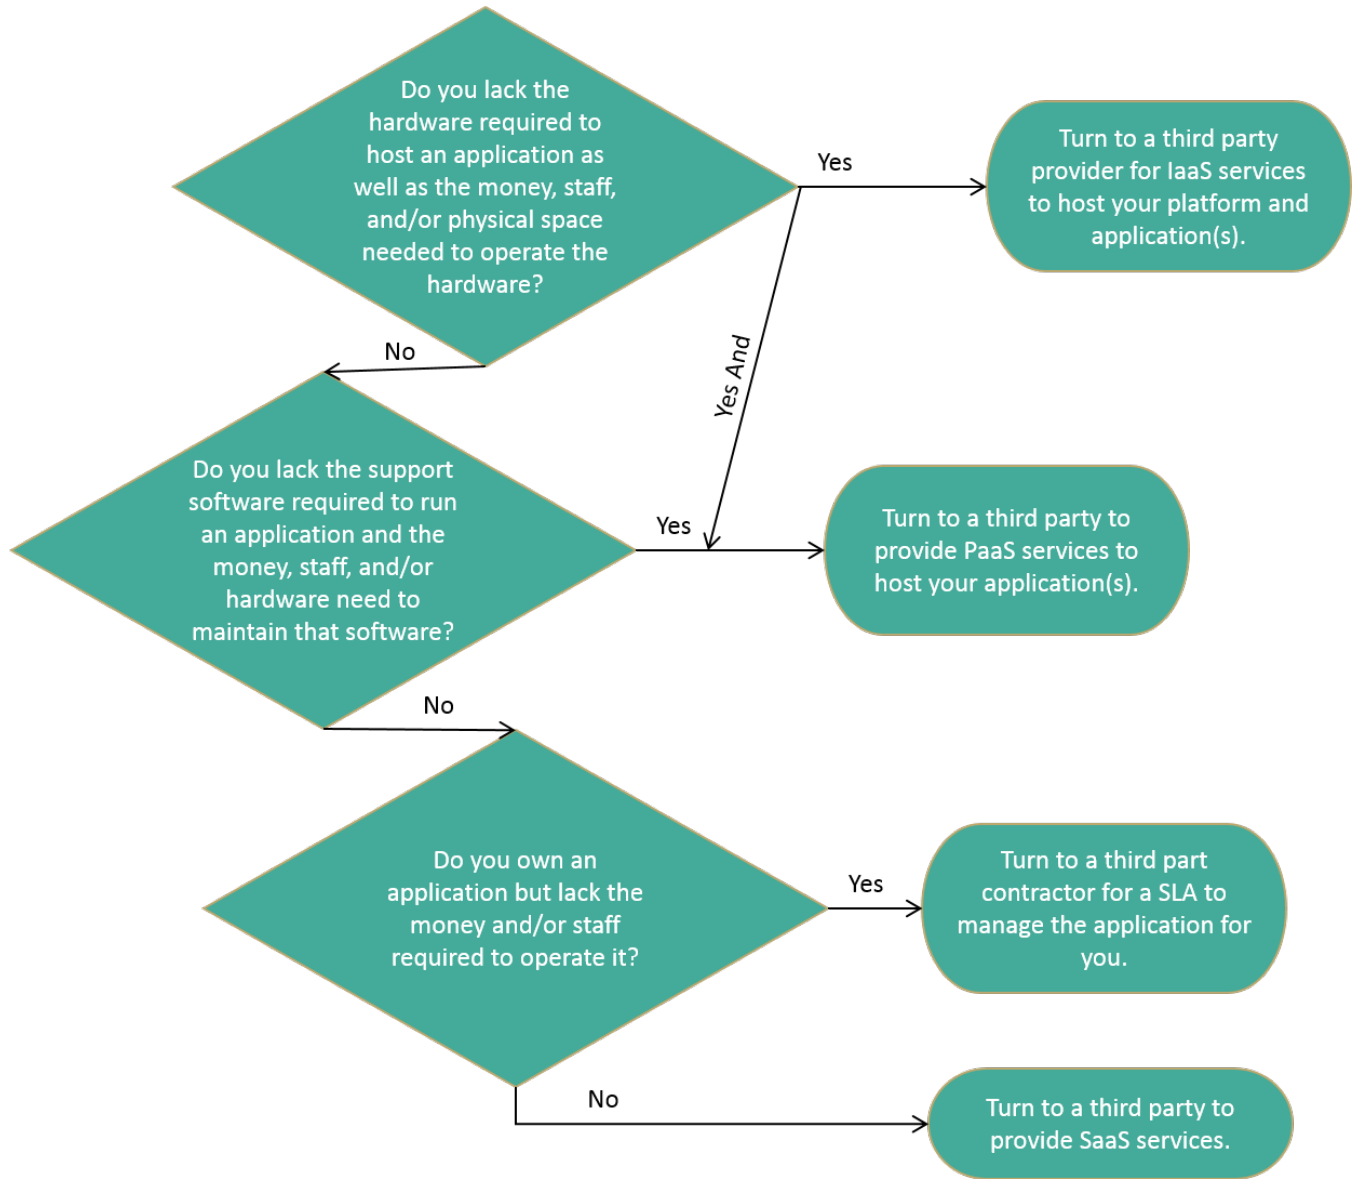 Do you lack the
hardware required to
host an application as
well as the money, staff,
and/or physical space
needed to operate the
hardware?
Yes
Turn to a third party
provider for IaaS services
to host your platform and
application(s).
No
Yes And
Do you lack the support
software required to run
an application and the
money, staff, and/or
hardware need to
maintain that software?
Yes
Turn to a third party to
provide PaaS services to
host your application(s).
No
Do you own an
application but lack the
money and/or staff
required to operate it?
Yes
Turn to a third part
contractor for a SLA to
manage the application for
you.
No
Turn to a third party to
provide SaaS services.